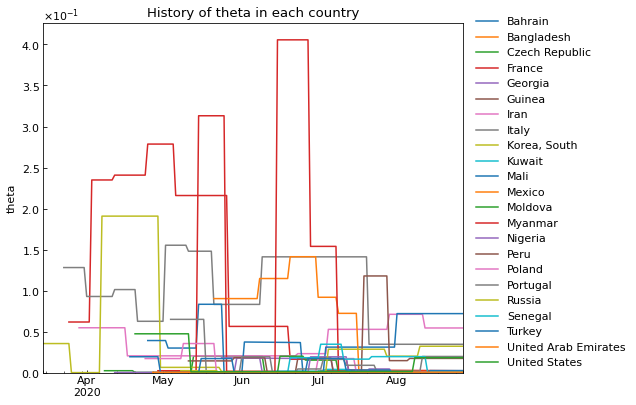 History of theta in each country
×10⁻¹
4.0
3.5
3.0
2.5
2.0
1.5
1.0
0.5
0.0
theta
Apr
2020
May
Jun
Jul
Aug
Bahrain
Bangladesh
Czech Republic
France
Georgia
Guinea
Iran
Italy
Korea, South
Kuwait
Mali
Mexico
Moldova
Myanmar
Nigeria
Peru
Poland
Portugal
Russia
Senegal
Turkey
United Arab Emirates
United States